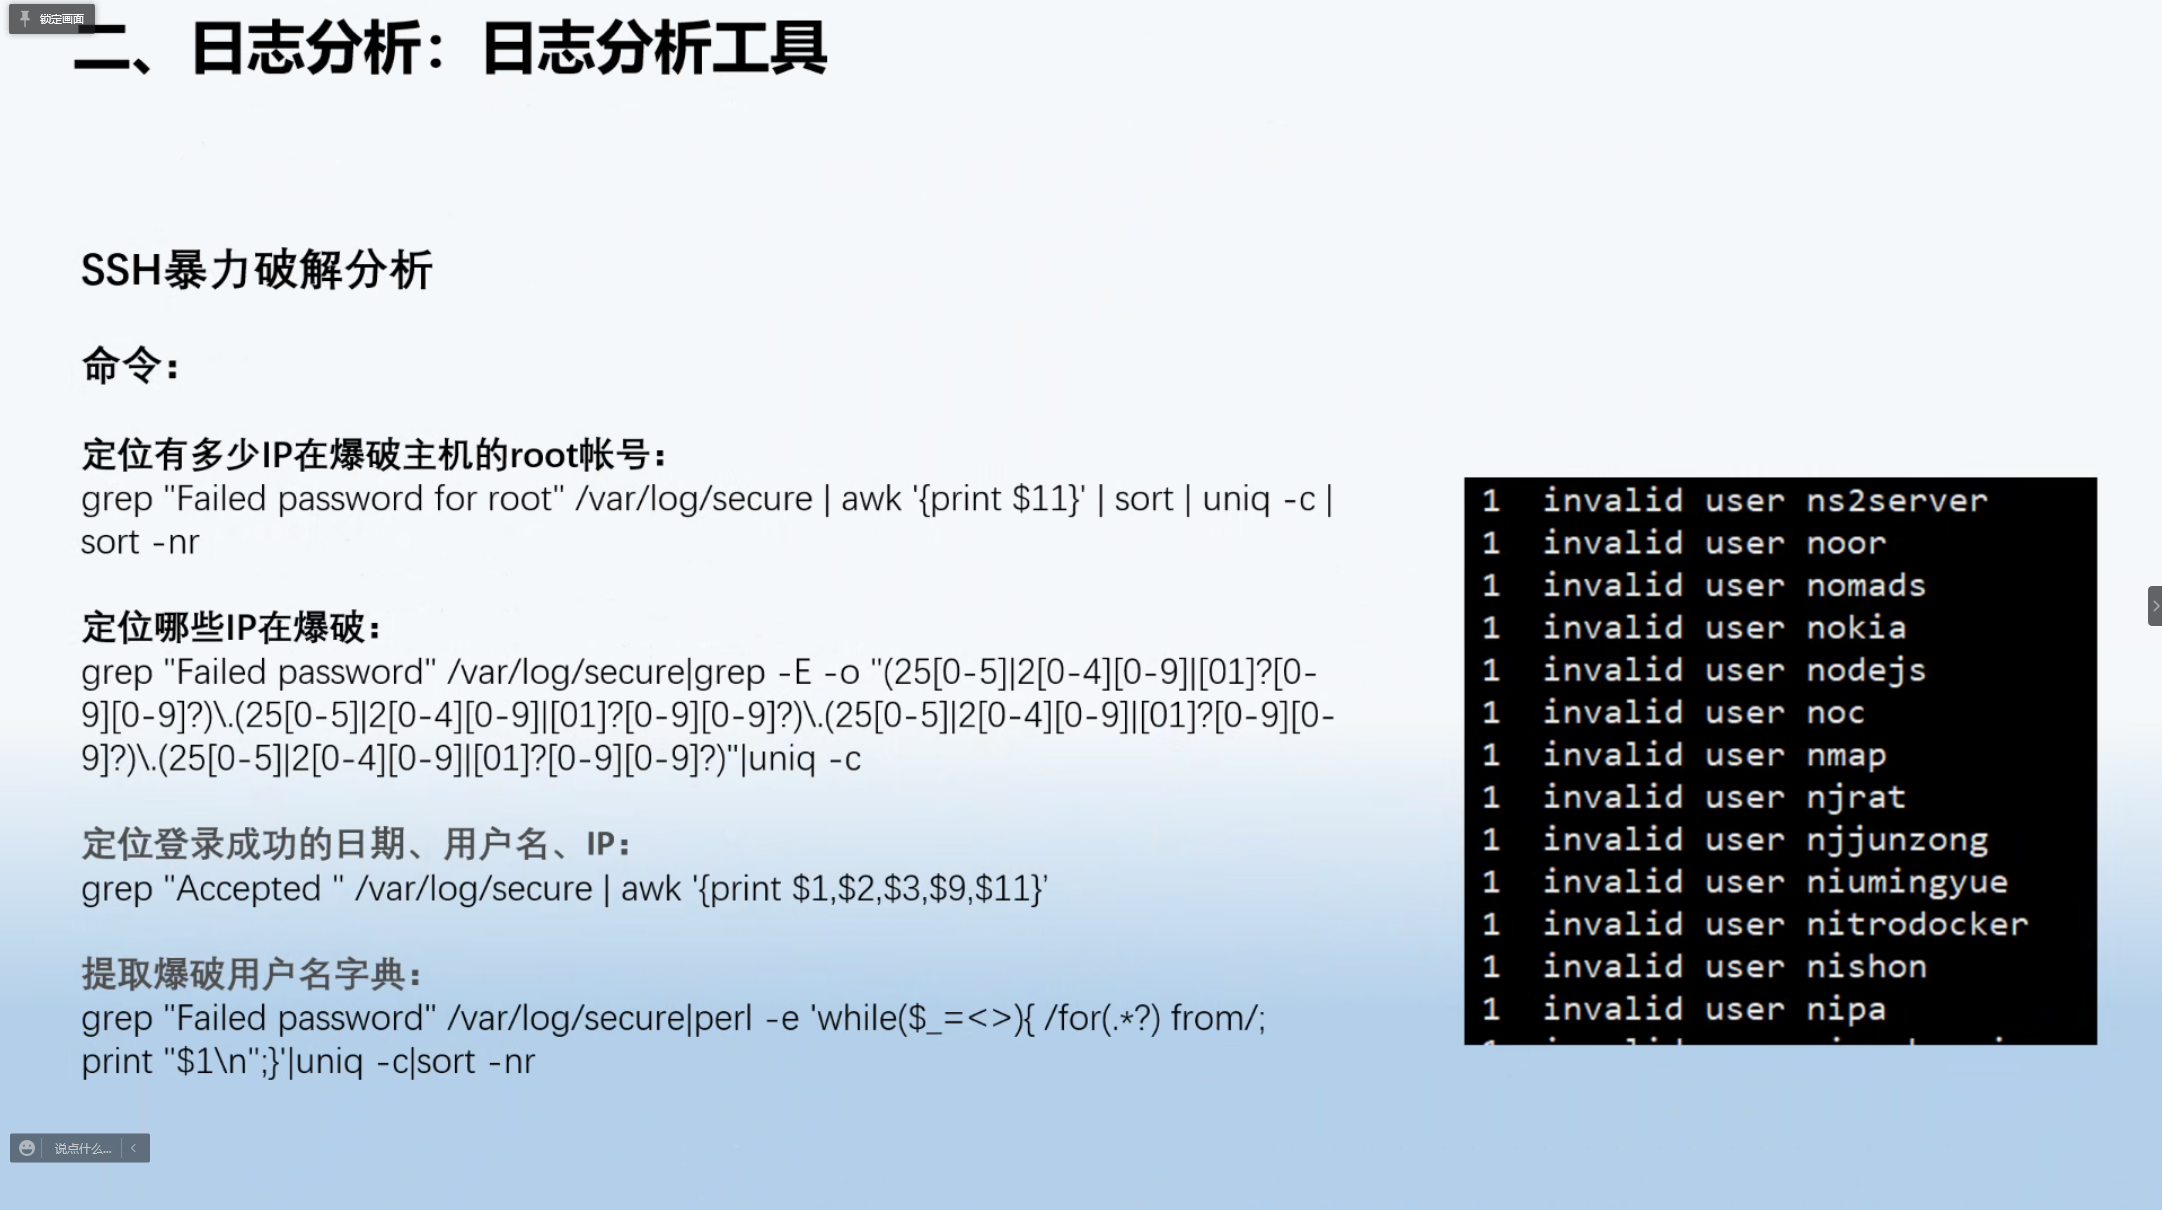 锁定画面
二、日志分析：日志分析工具
SSH暴力破解分析
命令：
定位有多少IP在爆破主机的root帐号：
grep "Failed password for root" /var/log/secure | awk '{print $11}' | sort | uniq -c |
sort -nr
定位哪些IP在爆破：
grep "Failed password" /var/log/secure|grep -E -o "(25[0-5]|2[0-4][0-9]|[01]?[0-
9][0-9]?)\.(25[0-5]|2[0-4][0-9]|[01]?[0-9][0-9]?)\.(25[0-5]|2[0-4][0-9]|[01]?[0-9][0-
9]?)\.(25[0-5]|2[0-4][0-9]|[01]?[0-9][0-9]?)"|uniq -c
定位登录成功的日期、用户名、IP：
grep "Accepted " /var/log/secure | awk '{print $1,$2,$3,$9,$11}’
提取爆破用户名字典：
grep "Failed password" /var/log/secure|perl -e 'while($_=<>){ /for(.*?) from/;
print "$1\n";}'|uniq -c|sort -nr
1 invalid user ns2server
1 invalid user noor
1 invalid user nomads
1 invalid user nokia
1 invalid user nodejs
1 invalid user noc
1 invalid user nmap
1 invalid user njrat
1 invalid user njjunzong
1 invalid user niumingyue
1 invalid user nitrodocker
1 invalid user nishon
1 invalid user nipa
说点什么...